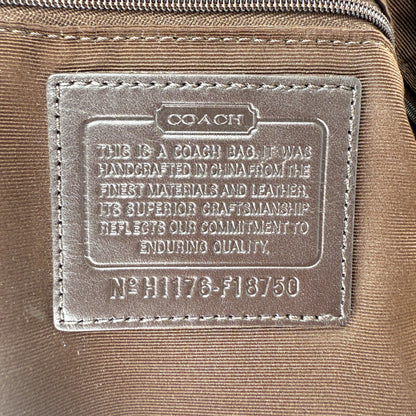 COACH
THIS IS A COACH BAG. IT WAS
HANDCRAFTED IN CHINA FROM THE
FINEST MATERIALS AND LEATHER.
ITS SUPERIOR CRAFTSMANSHIP
REFLECTS OUR COMMITMENT TO
ENDURING QUALITY.
Nº H1176-F18750